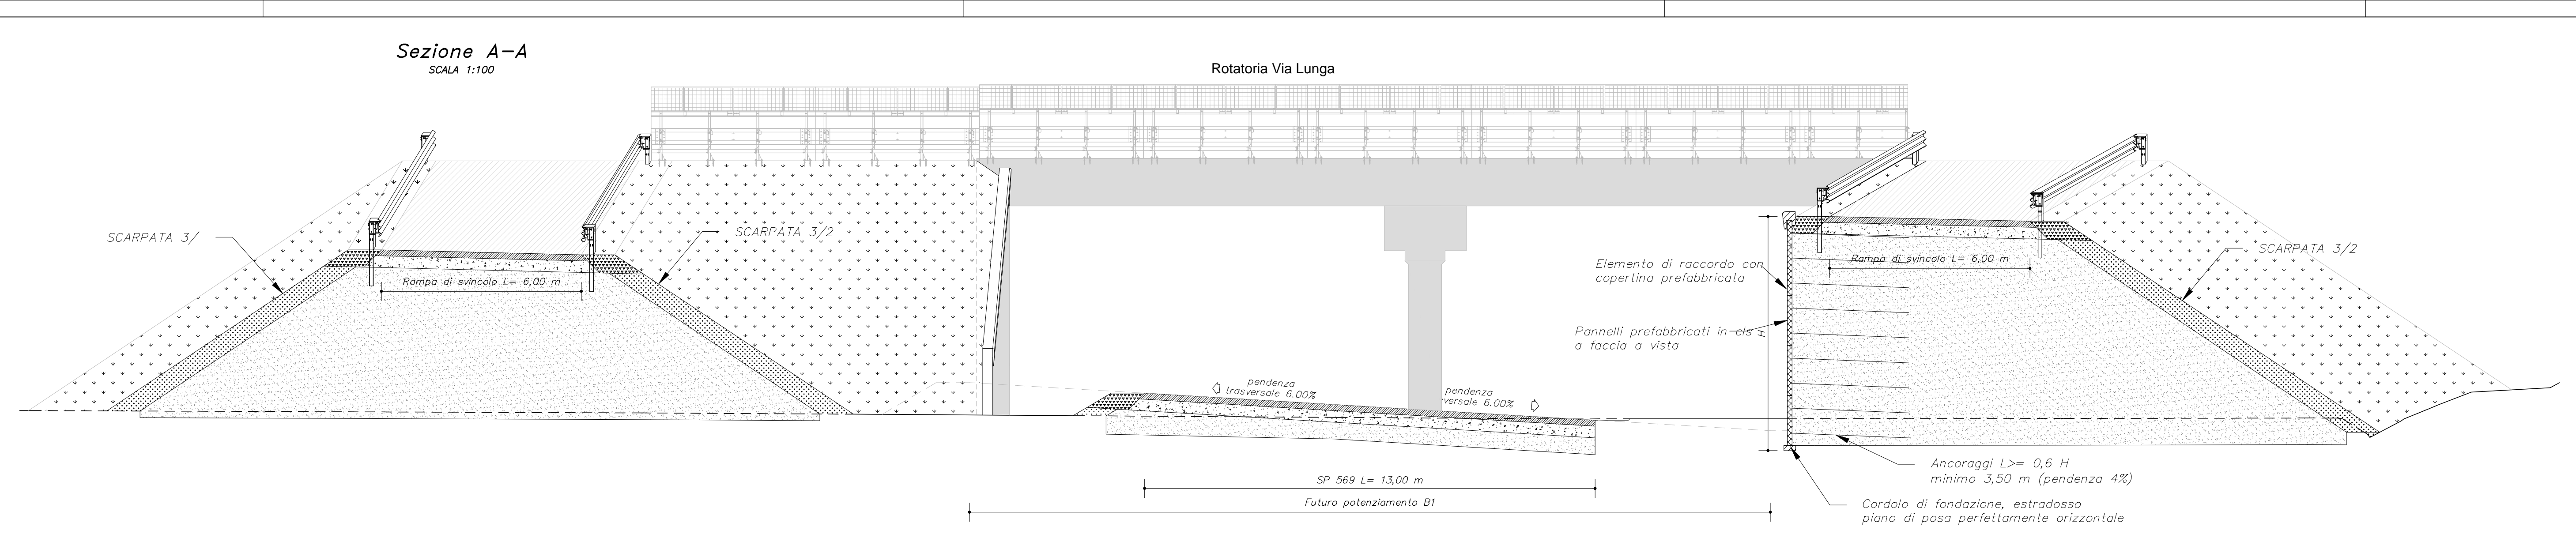 Sezione A-A
SCALA 1:100
Rotatoria Via Lunga
SCARPATA 3/
SCARPATA 3/2
Rampa di svincolo L= 6,00 m
Elemento di raccordo con
copertina prefabbricata
Pannelli prefabbricati in cls
a faccia a vista
H
Rampa di svincolo L= 6,00 m
SCARPATA 3/2
pendenza
trasversale 6.00%
pendenza
versale 6.00%
Ancoraggi L>= 0,6 H
minimo 3,50 m (pendenza 4%)
Cordolo di fondazione, estradosso
piano di posa perfettamente orizzontale
SP 569 L= 13,00 m
Futuro potenziamento B1